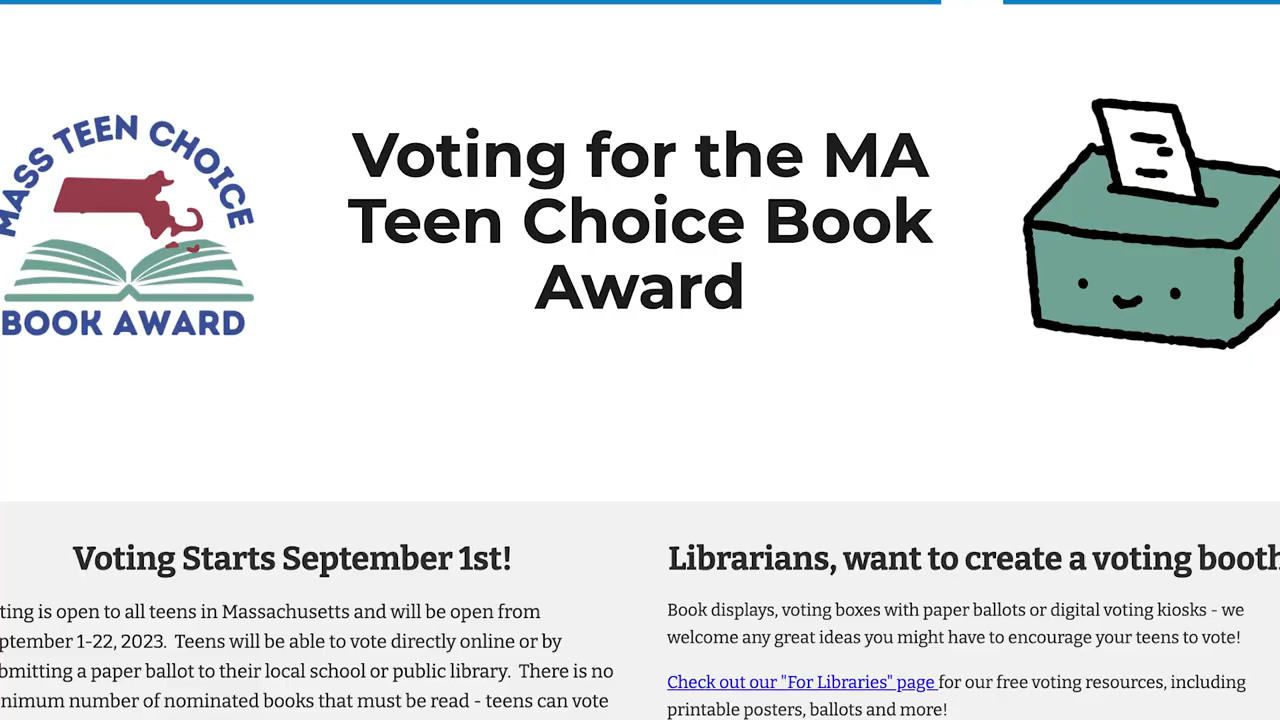 MASS TEEN CHOICE
BOOK AWARD
Voting for the MA
Teen Choice Book
Award
Voting Starts September 1st!
ting is open to all teens in Massachusetts and will be open from
ptember 1-22, 2023. Teens will be able to vote directly online or by
bmitting a paper ballot to their local school or public library. There is no
nimum number of nominated books that must be read - teens can vote
Librarians, want to create a voting booth
Book displays, voting boxes with paper ballots or digital voting kiosks - we
welcome any great ideas you might have to encourage your teens to vote!
Check out our "For Libraries" page for our free voting resources, including
printable posters, ballots and more!